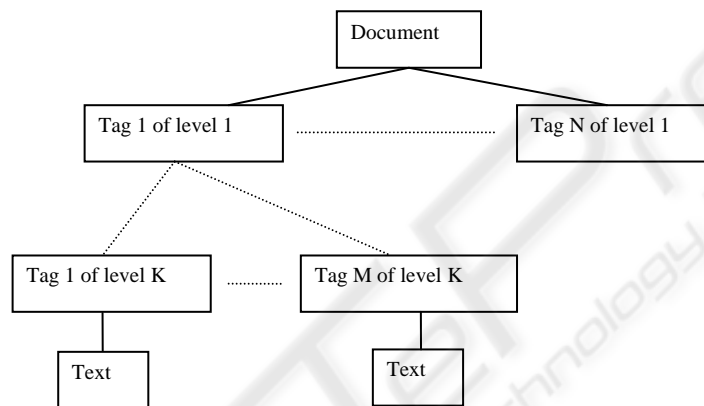 Document
Tag 1 of level 1
Tag N of level 1
Tag 1 of level K
Tag M of level K
Text
Text